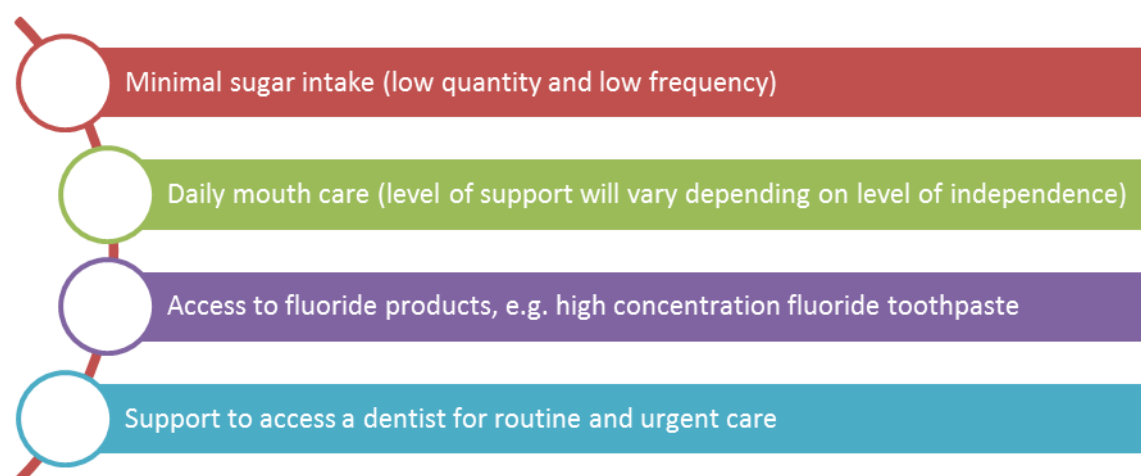 Minimal sugar intake (low quantity and low frequency)
Daily mouth care (level of support will vary depending on level of independence)
Access to fluoride products, e.g. high concentration fluoride toothpaste
Support to access a dentist for routine and urgent care